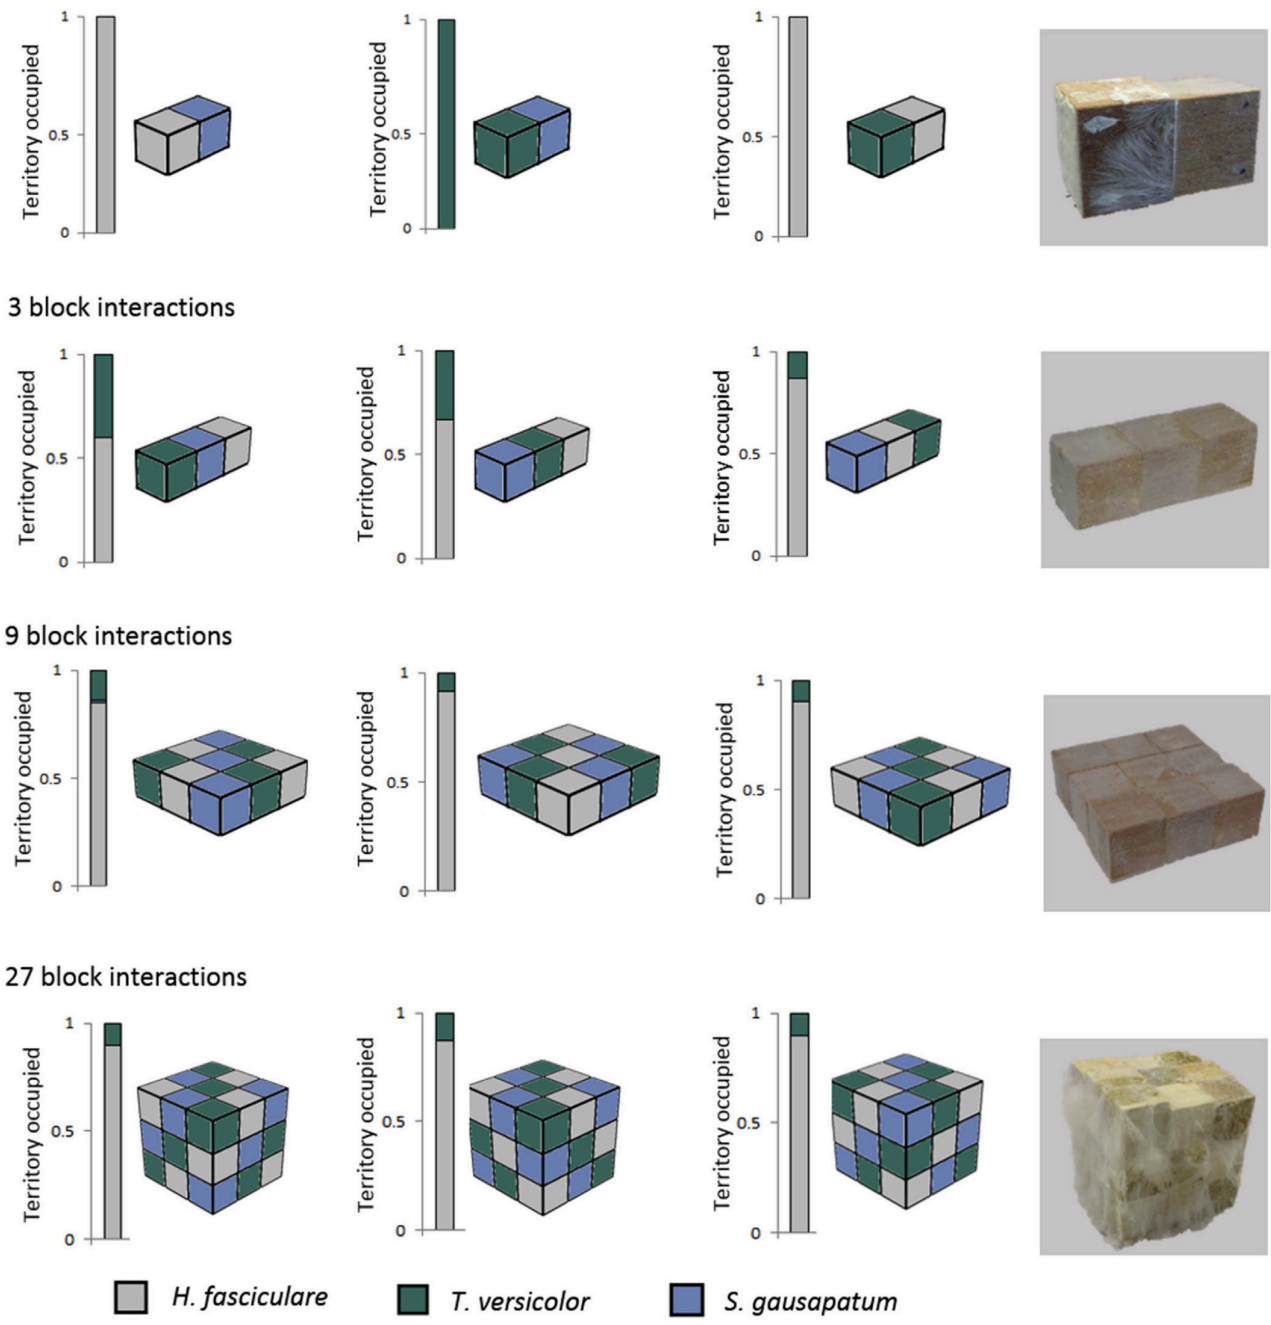 1
1
1
Territory occupied
Territory occupied
Territory occupied
0.5
0.5
0.5
0
0
0
3 block interactions
1
1
1
Territory occupied
Territory occupied
Territory occupied
0.5
0.5
0.5
0
0
0
9 block interactions
1
1
1
Territory occupied
Territory occupied
Territory occupied
0.5
0.5
0.5
0
0
0
27 block interactions
1
1
1
Territory occupied
Territory occupied
Territory occupied
0.5
0.5
0.5
0
0
0
H. fasciculare
T. versicolor
S. gausapatum